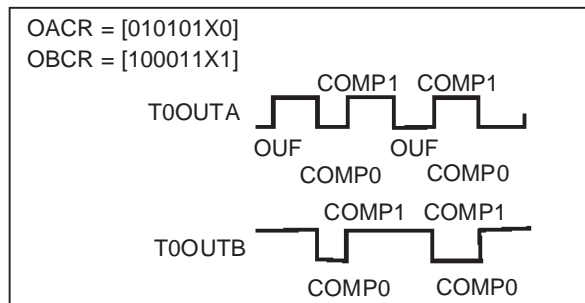 OACR = [010101X0]
OBCR = [100011X1]
COMP1 COMP1
T0OUTA
OUF OUF
COMP0 COMP0
COMP1 COMP1
T0OUTB
COMP0 COMP0